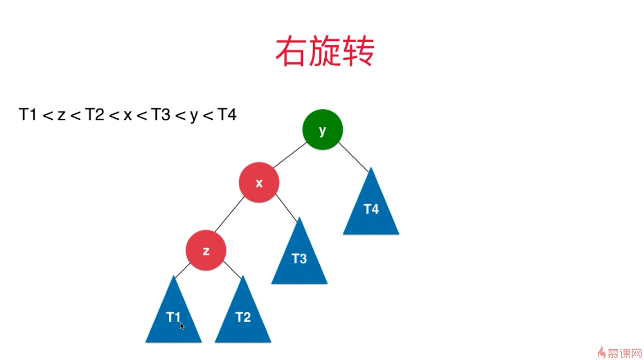 右旋转
T1 < z < T2 < x < T3 < y < T4
y
x
T4
z
T3
T1
T2
慕课网